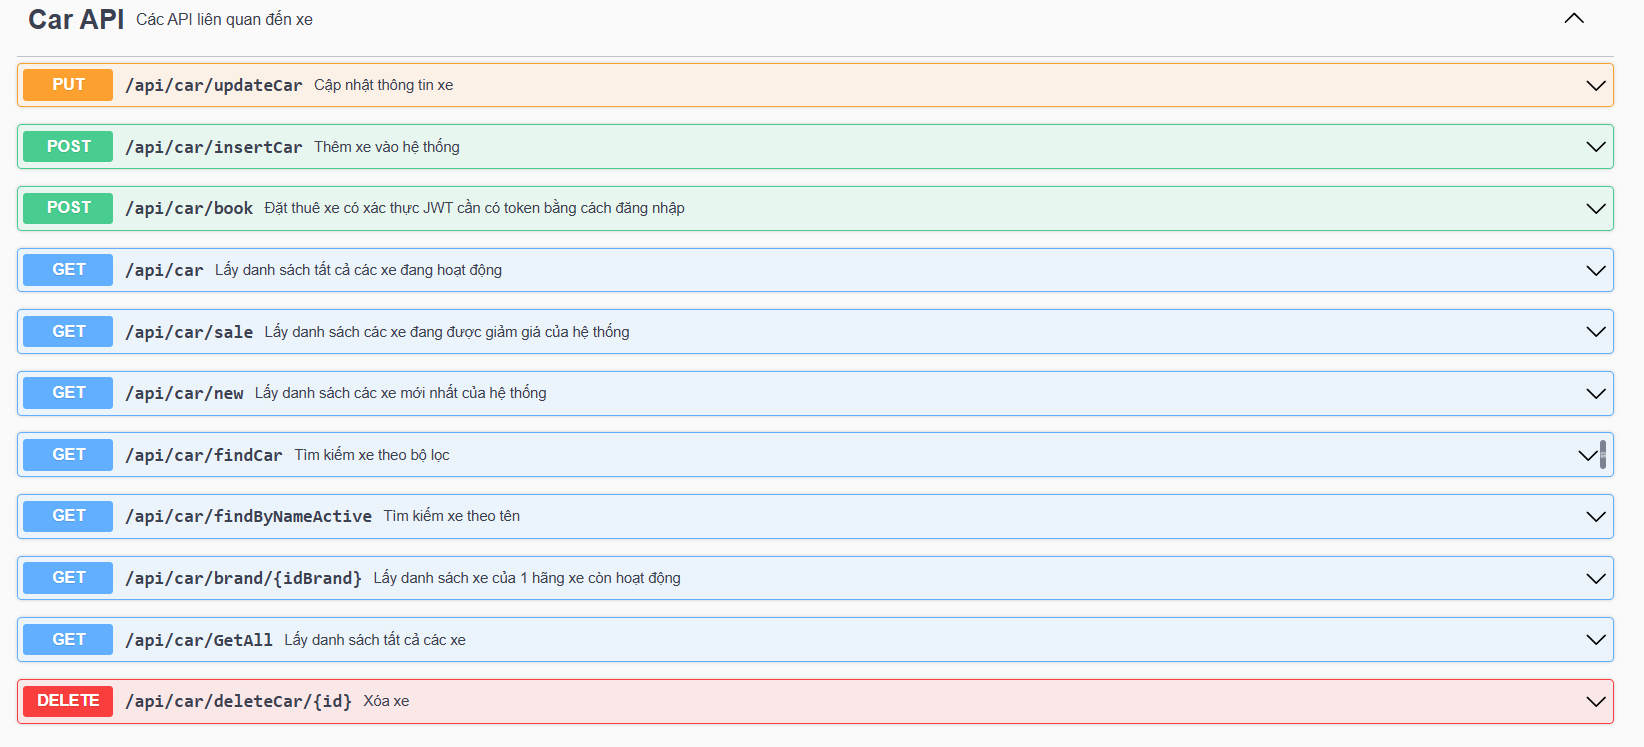 Car API Các API liên quan đến xe
PUT /api/car/updateCar Cập nhật thông tin xe
POST /api/car/insertCar Thêm xe vào hệ thống
POST /api/car/book Đặt thuê xe có xác thực JWT cần có token bằng cách đăng nhập
GET /api/car Lấy danh sách tất cả các xe đang hoạt động
GET /api/car/sale Lấy danh sách các xe đang được giảm giá của hệ thống
GET /api/car/new Lấy danh sách các xe mới nhất của hệ thống
GET /api/car/findCar Tìm kiếm xe theo bộ lọc
GET /api/car/findByNameActive Tìm kiếm xe theo tên
GET /api/car/brand/{idBrand} Lấy danh sách xe của 1 hãng xe còn hoạt động
GET /api/car/GetAll Lấy danh sách tất cả các xe
DELETE /api/car/deleteCar/{id} Xóa xe